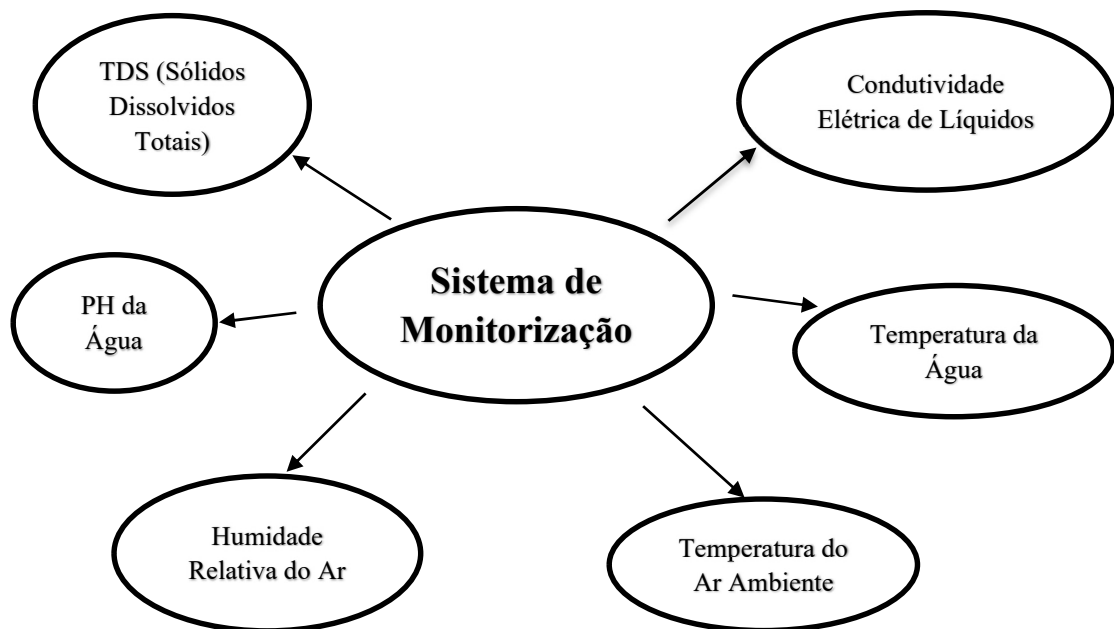 TDS (Sólidos
Dissolvidos
Totais)
Condutividade
Elétrica de Líquidos
Sistema de
Monitorização
PH da
Água
Temperatura da
Água
Humidade
Relativa do Ar
Temperatura do
Ar Ambiente